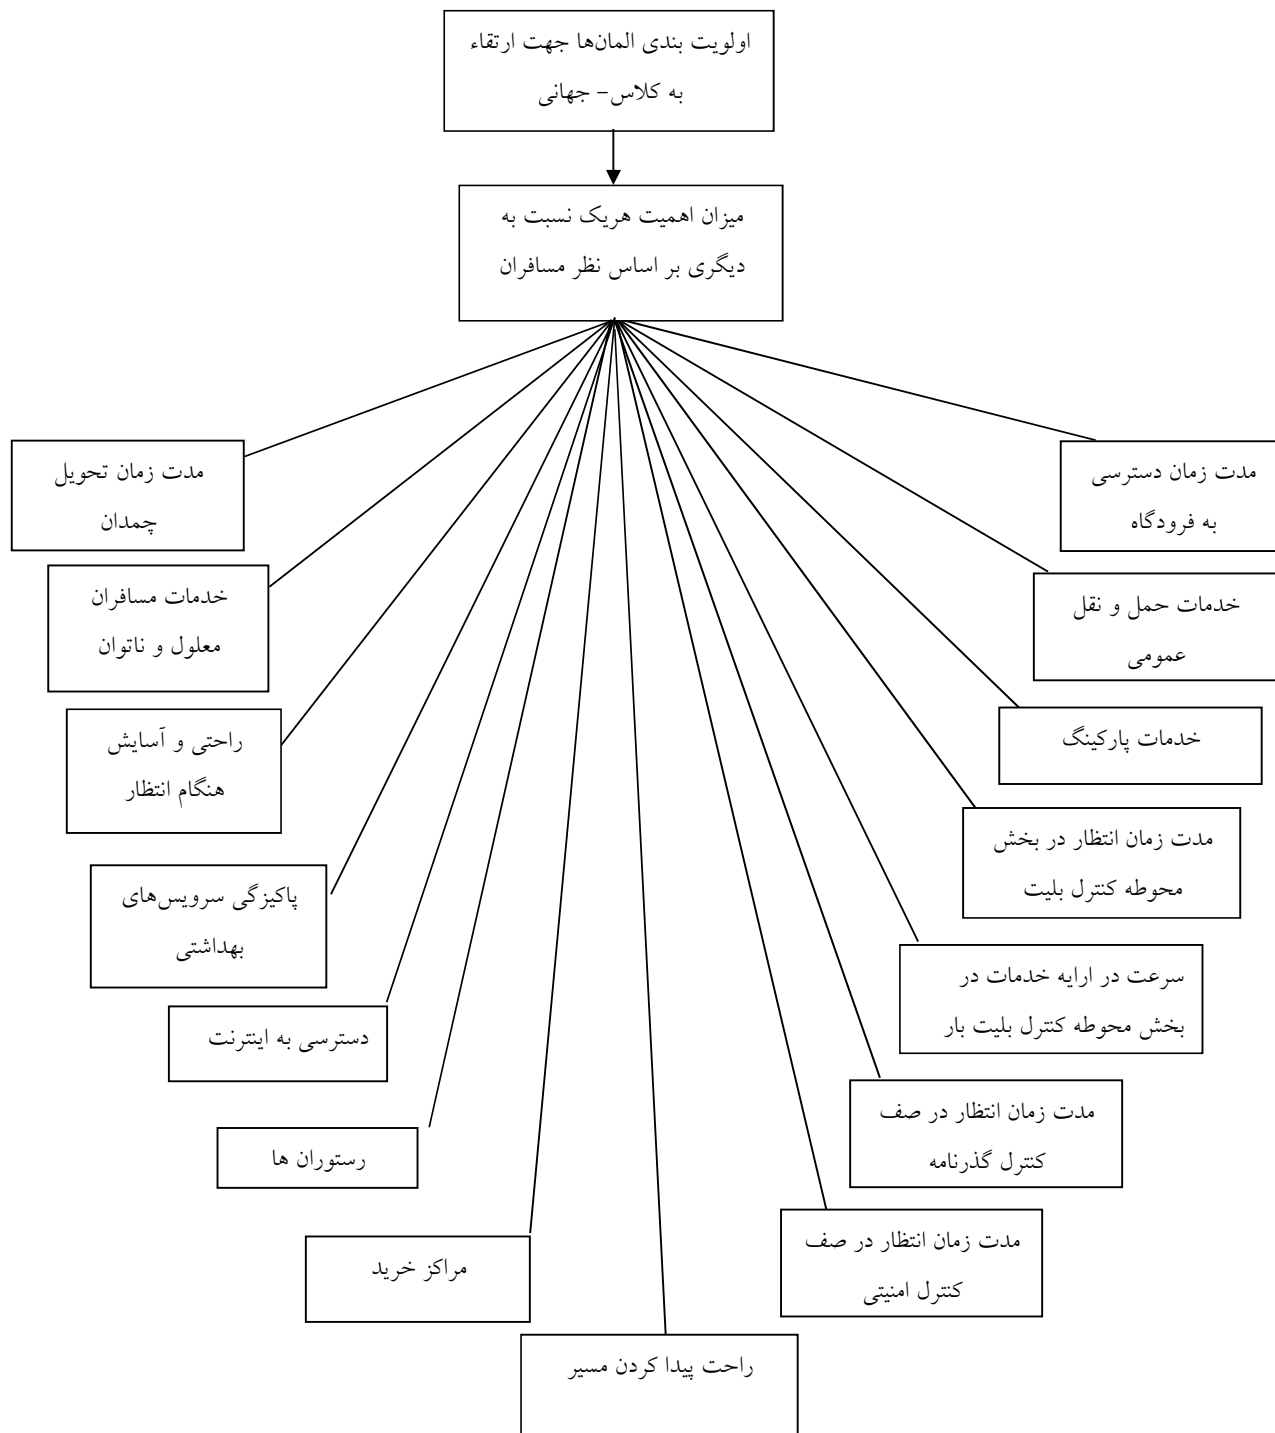 اولویت بندی المان‌ها جهت ارتقاء
به کلاس- جهانی
میزان اهمیت هریک نسبت به
دیگری بر اساس نظر مسافران
مدت زمان دسترسی
به فرودگاه
خدمات حمل و نقل
عمومی
خدمات پارکینگ
مدت زمان انتظار در بخش
محوطه کنترل بلیت
سرعت در ارایه خدمات در
بخش محوطه کنترل بلیت بار
مدت زمان انتظار در صف
کنترل گذرنامه
مدت زمان انتظار در صف
کنترل امنیتی
راحت پیدا کردن مسیر
مراکز خرید
رستوران ها
دسترسی به اینترنت
پاکیزگی سرویس‌های
بهداشتی
راحتی و آسایش
هنگام انتظار
خدمات مسافران
معلول و ناتوان
مدت زمان تحویل
چمدان